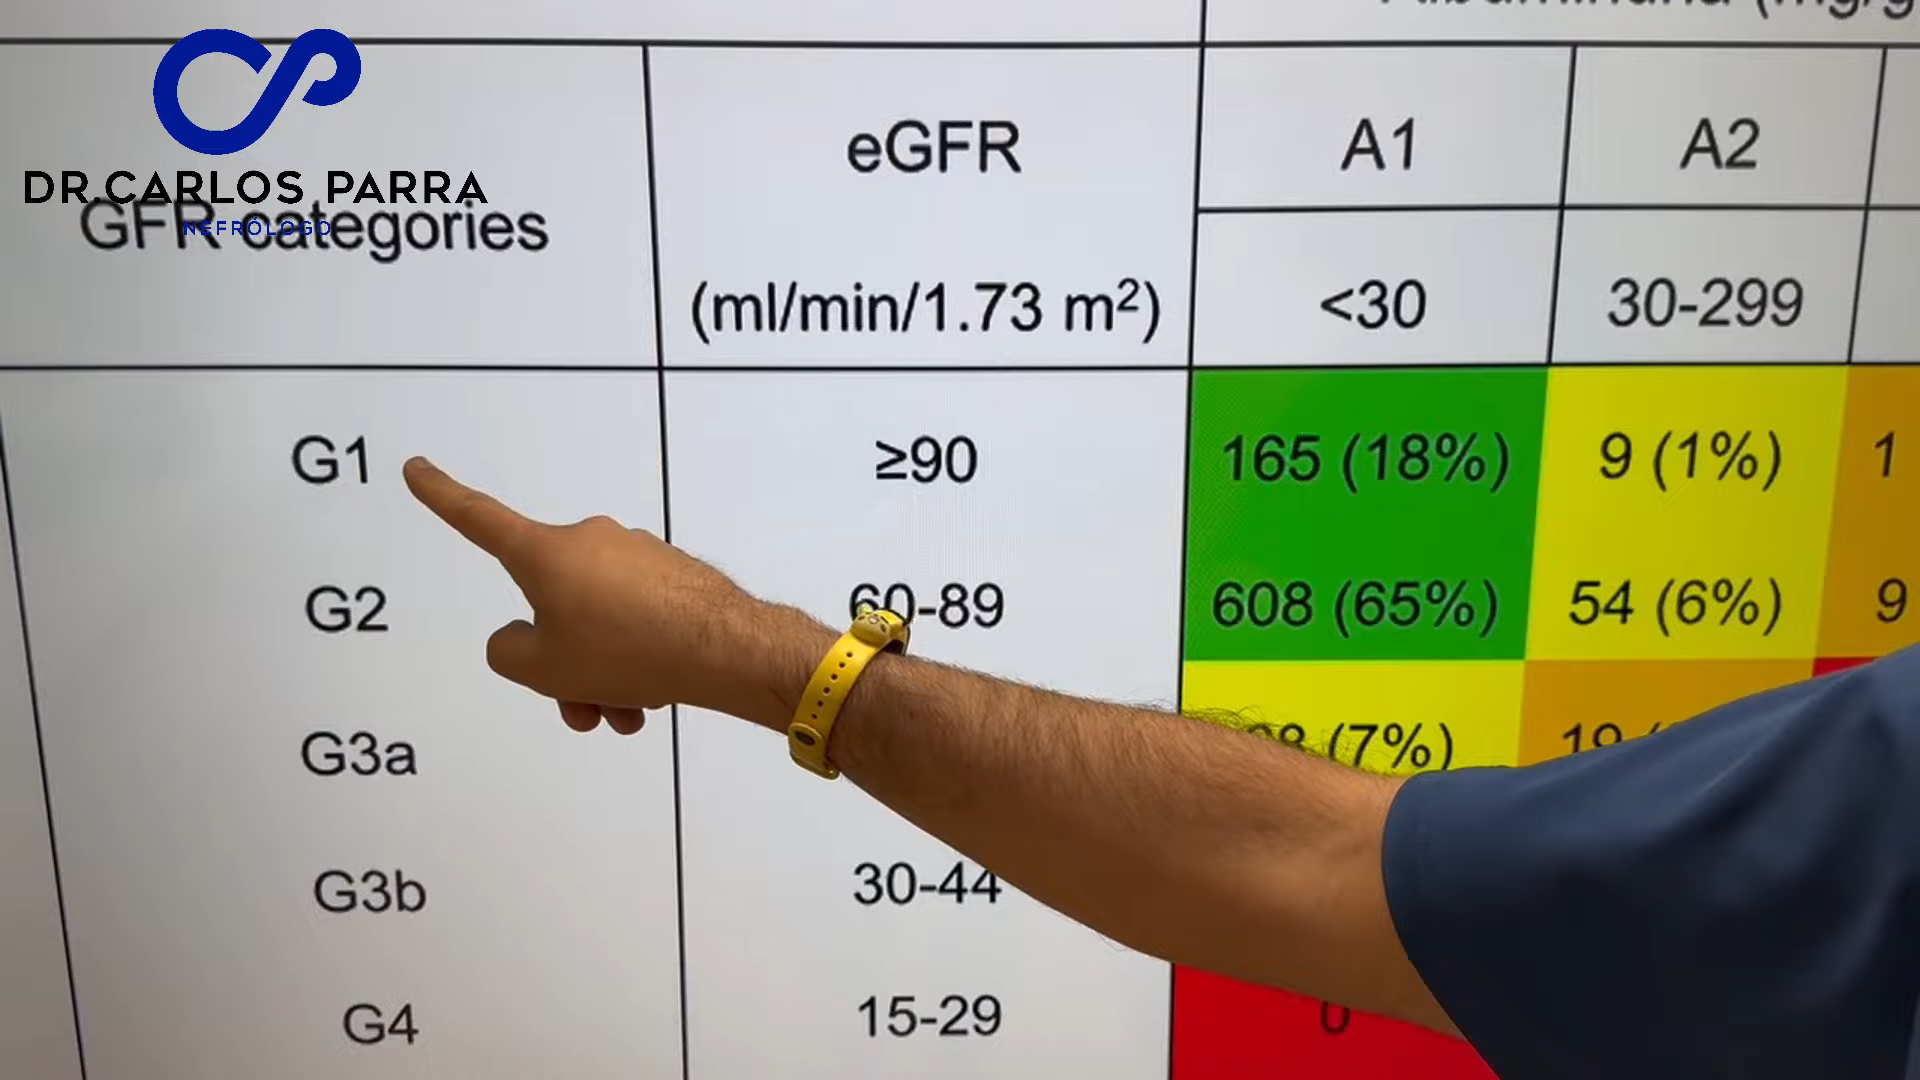 DR.CARLOS PARRA
NEFRÓLOGO
GFR categories
eGFR
(ml/min/1.73 m²)
A1
A2
<30
30-299
G1
≥90
165 (18%)
9 (1%)
1
G2
60-89
608 (65%)
54 (6%)
9
G3a
(7%)
19
G3b
30-44
G4
15-29
0